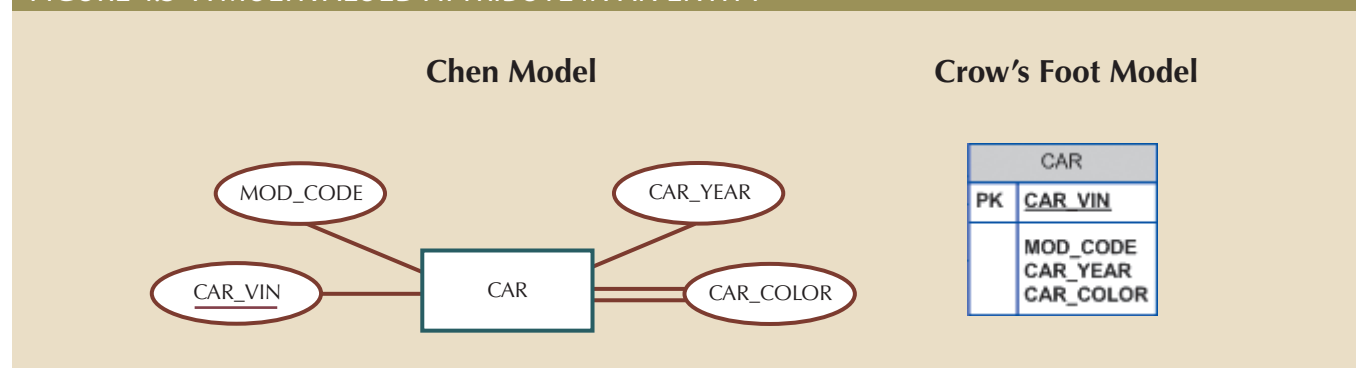 Chen Model
Crow's Foot Model
MOD_CODE
CAR_YEAR
CAR_VIN
CAR
CAR_COLOR
CAR
PK CAR_VIN
MOD_CODE
CAR_YEAR
CAR_COLOR